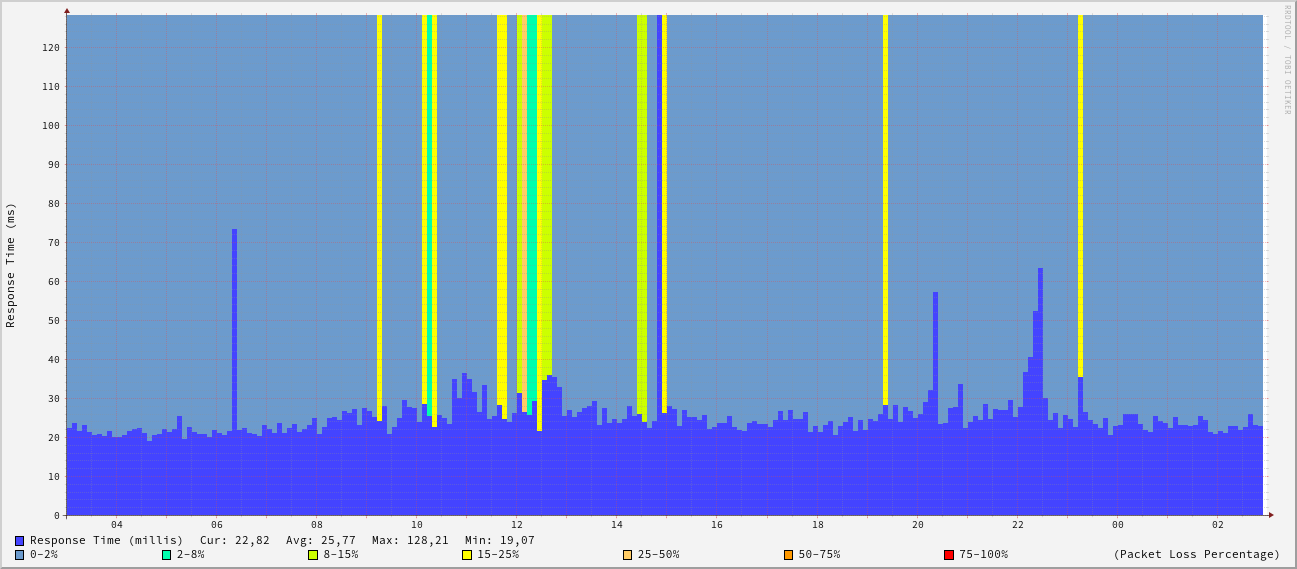 RRDTOOL / TOBI OETIKER
Response Time (ms)
120
110
100
90
80
70
60
50
40
30
20
10
0
04 06 08 10 12 14 16 18 20 22 00 02
Response Time (millis) Cur: 22,82 Avg: 25,77 Max: 128,21 Min: 19,07
0-2% 2-8% 8-15% 15-25% 25-50% 50-75% 75-100% (Packet Loss Percentage)